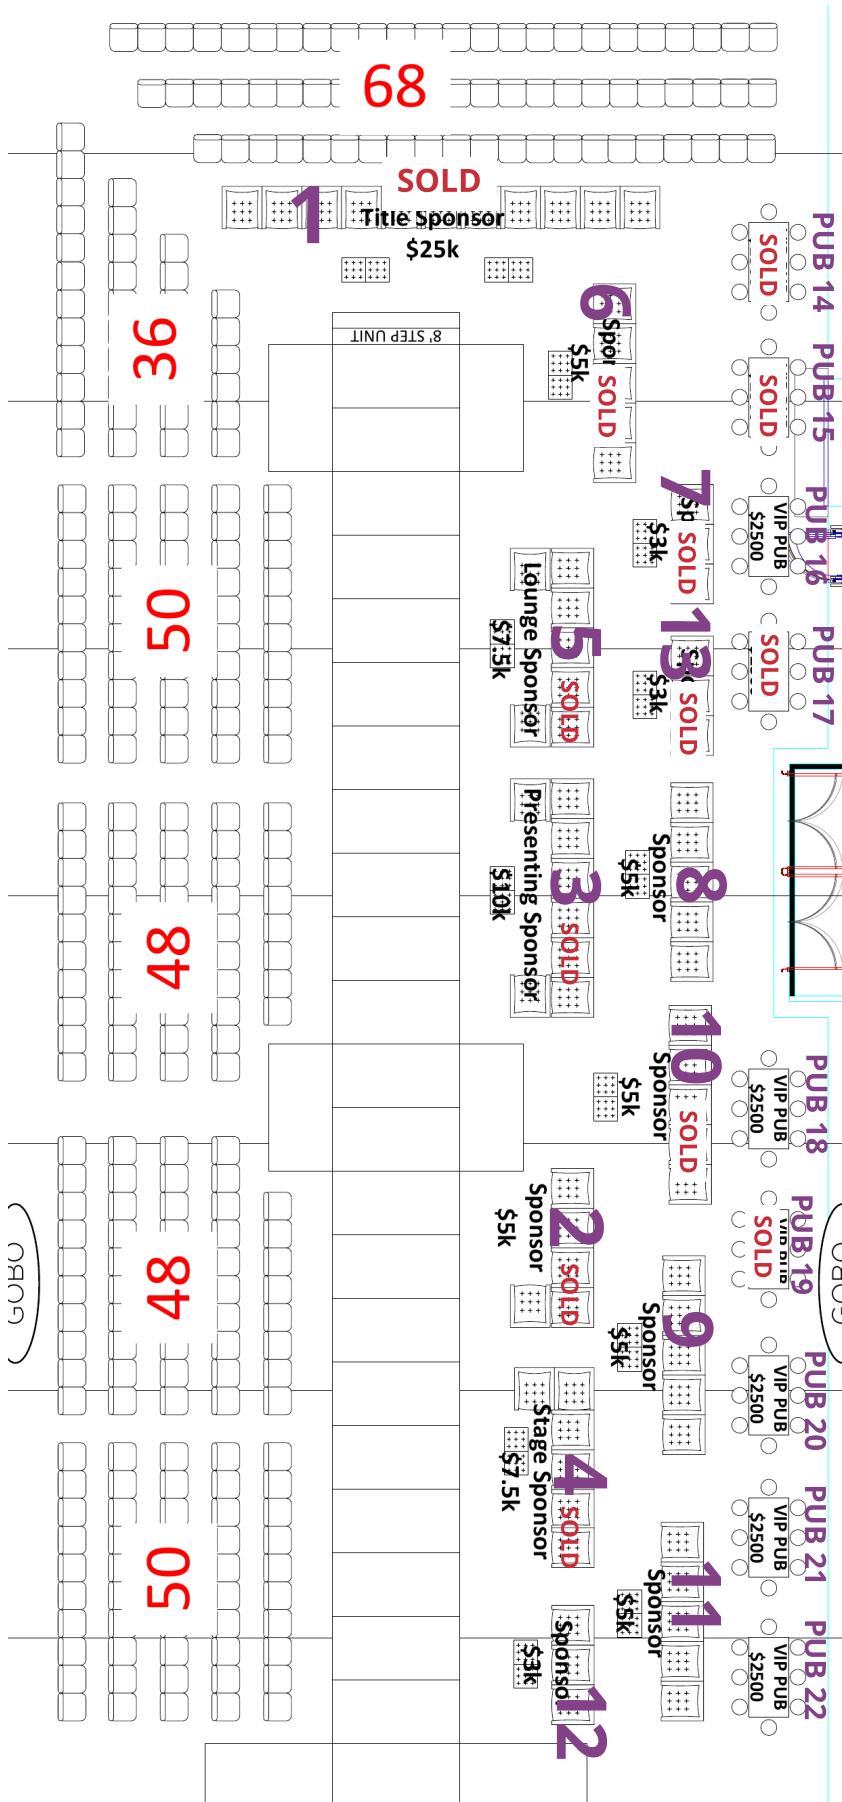 68
SOLD
1
Title Sponsor
$25k
36
8' STEP UNIT
6
Spor
$5k
SOLD
PUB 14
SOLD
PUB 15
SOLD
7
Sp
$3k
SOLD
PUB 16
VIP PUB
$2500
50
Lounge Sponsor
$7.5k
5
SOLD
13
$3k
SOLD
PUB 17
SOLD
48
Presenting Sponsor
$10k
3
SOLD
8
Sponsor
$5k
10
Sponsor
$5k
SOLD
PUB 18
VIP PUB
$2500
48
2
Sponsor
$5k
SOLD
PUB 19
VIP PUB
SOLD
GOBO
GOBO
9
Sponsor
$5k
PUB 20
VIP PUB
$2500
Stage Sponsor
$7.5k
4
SOLD
PUB 21
VIP PUB
$2500
50
11
Sponsor
$5k
12
Sponsor
$3k
PUB 22
VIP PUB
$2500